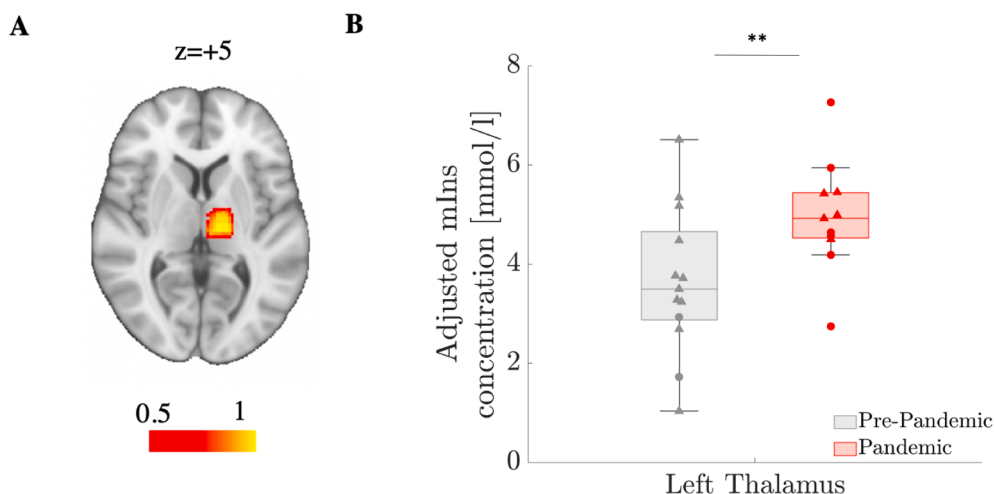 A
z=+5
0.5 1
B
**
8
6
4
2
0
Adjusted mIns
concentration [mmol/l]
Pre-Pandemic
Pandemic
Left Thalamus